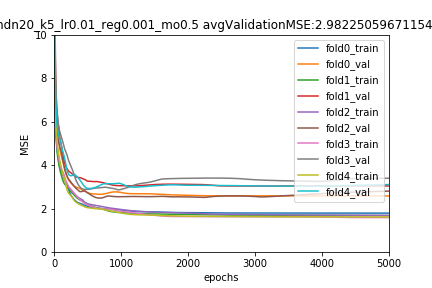 ndn20_k5_lr0.01_reg0.001_mo0.5 avgValidationMSE:2.98225059671154
10
8
6
4
2
0
MSE
0
1000
2000
3000
4000
5000
epochs
fold0_train
fold0_val
fold1_train
fold1_val
fold2_train
fold2_val
fold3_train
fold3_val
fold4_train
fold4_val